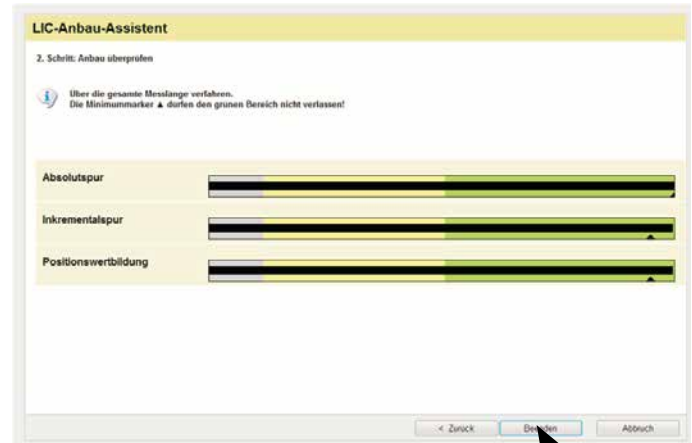 LIC-Anbau-Assistent
2. Schritt: Anbau überprüfen
Über die gesamte Messlänge verfahren.
Die Minimummarker ▲ dürfen den grünen Bereich nicht verlassen!
Absolutspur
Inkrementalspur
Positionswertbildung
< Zurück
Beenden
Abbruch